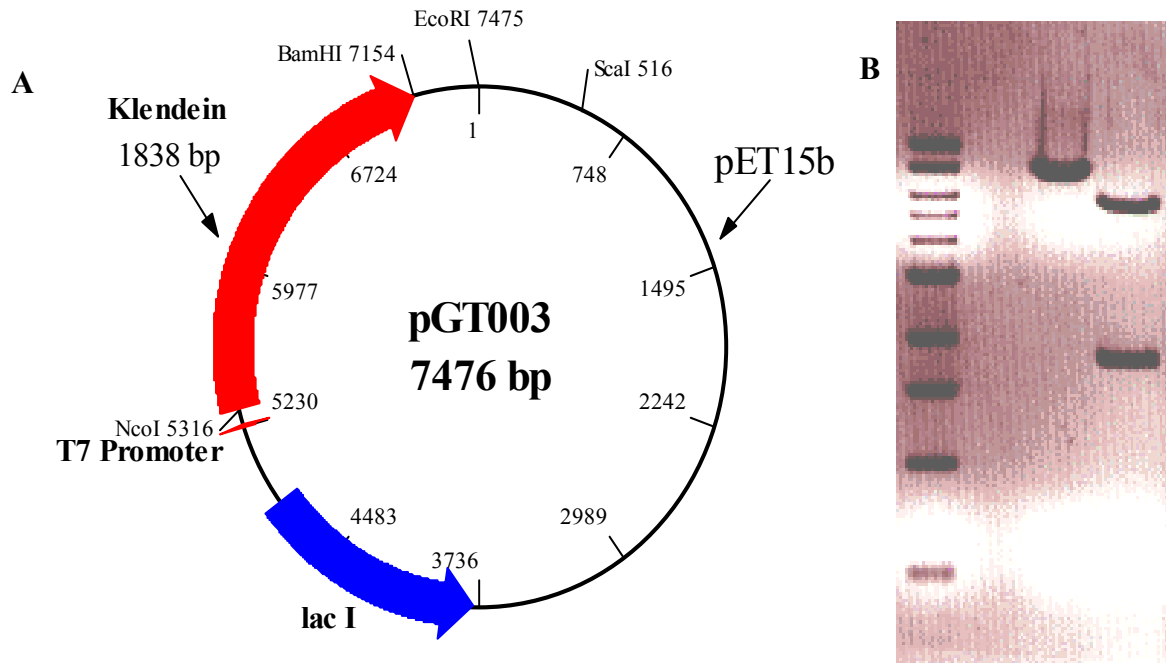 A
EcoRI 7475
BamHI 7154
ScaI 516
B
Klendein
1838 bp
1
6724
748
pET15b
5977
1495
pGT003
7476 bp
5230
2242
NcoI 5316
T7 Promoter
4483
2989
3736
lac I